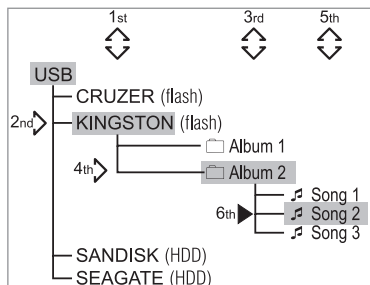 1st 3rd 5th
USB
CRUZER (flash)
2nd KINGSTON (flash)
Album 1
4th Album 2
Song 1
6th Song 2
Song 3
SANDISK (HDD)
SEAGATE (HDD)